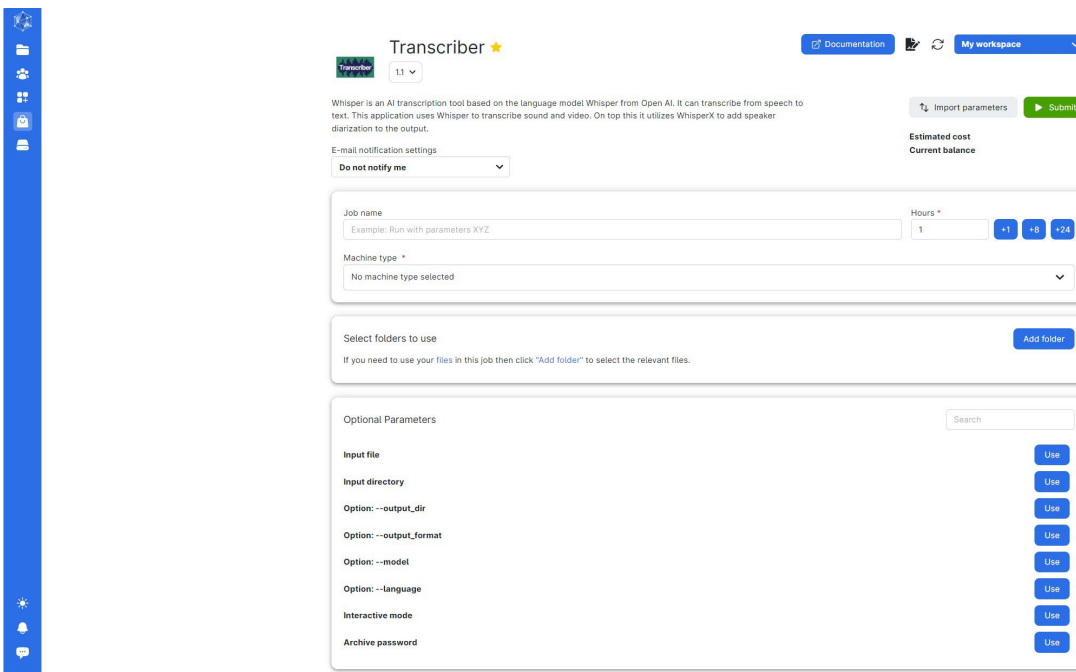 Transcriber
Documentation
My workspace
Transcriber
1.1
Whisper is an AI transcription tool based on the language model Whisper from Open AI. It can transcribe from speech to
text. This application uses Whisper to transcribe sound and video. On top this it utilizes WhisperX to add speaker
diarization to the output.
Import parameters
Submit
Estimated cost
Current balance
E-mail notification settings
Do not notify me
Job name
Hours *
Example: Run with parameters XYZ
1
+1
+8
+24
Machine type *
No machine type selected
Select folders to use
Add folder
If you need to use your files in this job then click "Add folder" to select the relevant files.
Optional Parameters
Search
Input file
Use
Input directory
Use
Option: --output_dir
Use
Option: --output_format
Use
Option: --model
Use
Option: --language
Use
Interactive mode
Use
Archive password
Use